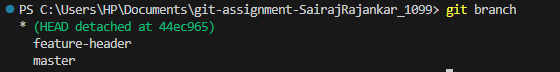 PS C:\Users\HP\Documents\git-assignment-SairajRajankar_1099> git branch
* (HEAD detached at 44ec965)
feature-header
master